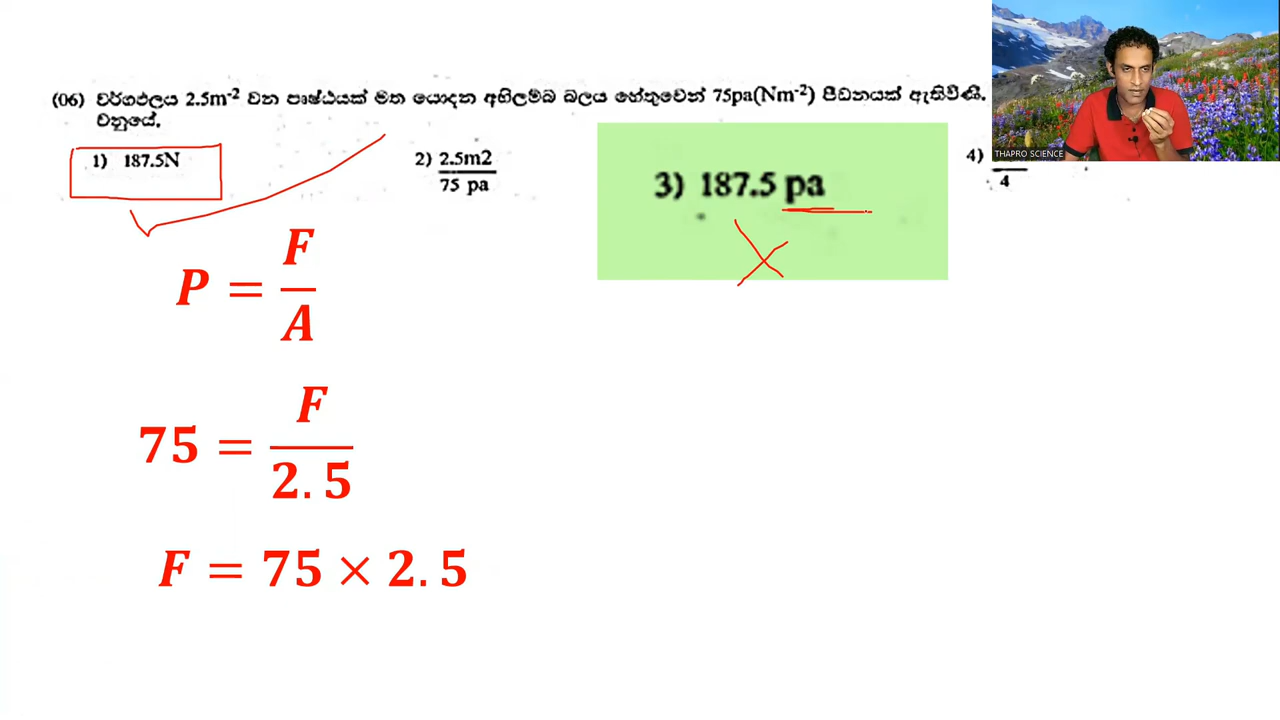 (06) වර්ගඵලය 2.5m⁻² වන පෘෂ්ඨයක් මත යොදන අභිලම්බ බලය හේතුවෙන් 75pa(Nm⁻²) පීඩනයක් ඇතිවිණි.
වනුයේ.
1) 187.5N
2) 2.5m2
75 pa
3) 187.5 pa
4)
4
THAPRO SCIENCE
P = F/A
75 = F/2.5
F = 75 × 2.5